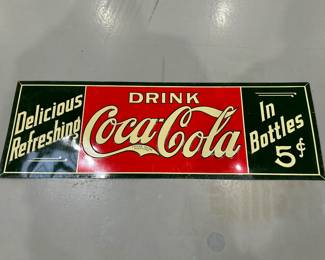 Delicious
Refreshing
DRINK
Coca-Cola
In
Bottles
5¢